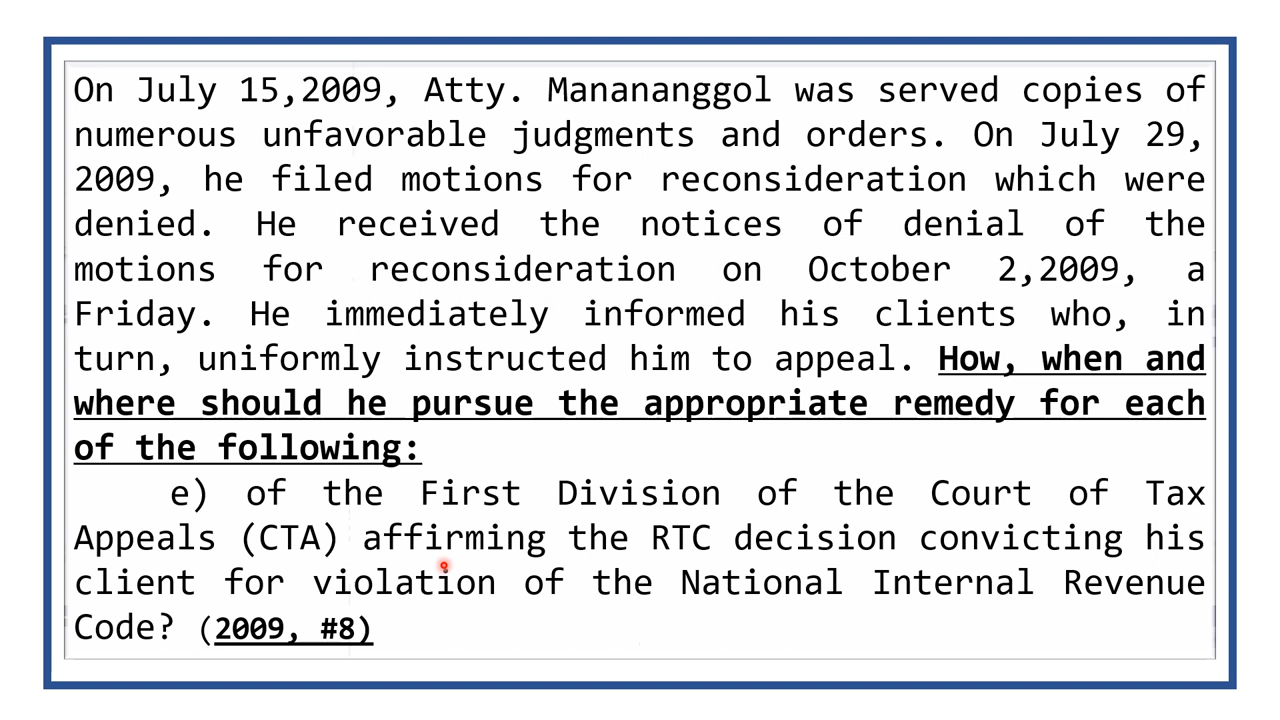 On July 15,2009, Atty. Manananggol was served copies of
numerous unfavorable judgments and orders. On July 29,
2009, he filed motions for reconsideration which were
denied. He received the notices of denial of the
motions for reconsideration on October 2,2009, a
Friday. He immediately informed his clients who, in
turn, uniformly instructed him to appeal. How, when and
where should he pursue the appropriate remedy for each
of the following:
e) of the First Division of the Court of Tax
Appeals (CTA) affirming the RTC decision convicting his
client for violation of the National Internal Revenue
Code? (2009, #8)